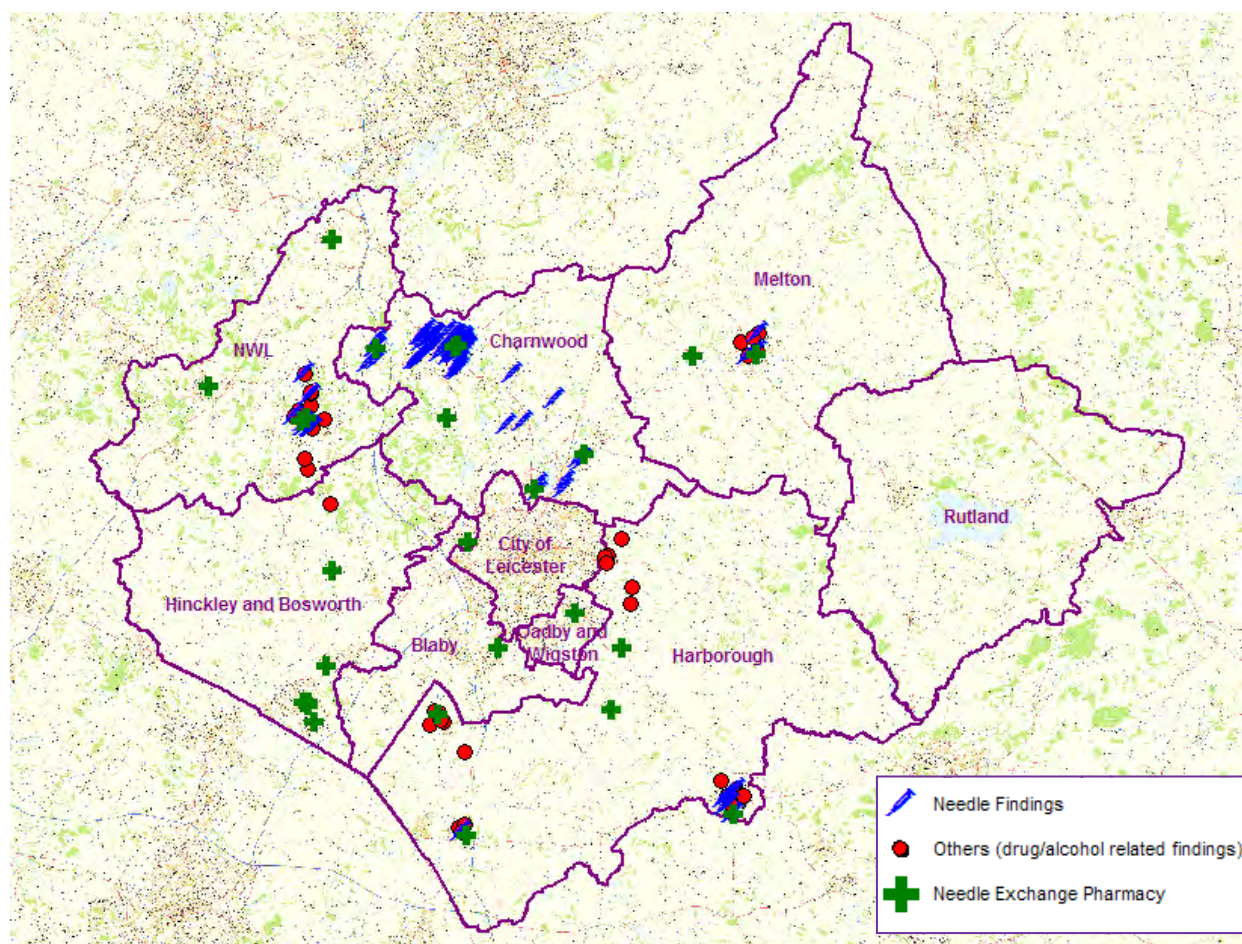 Melton
NWL
Charnwood
Rutland
City of
Leicester
Hinckley and Bosworth
Blaby
Oadby and
Wigston
Harborough
Needle Findings
Others (drug/alcohol related findings)
Needle Exchange Pharmacy